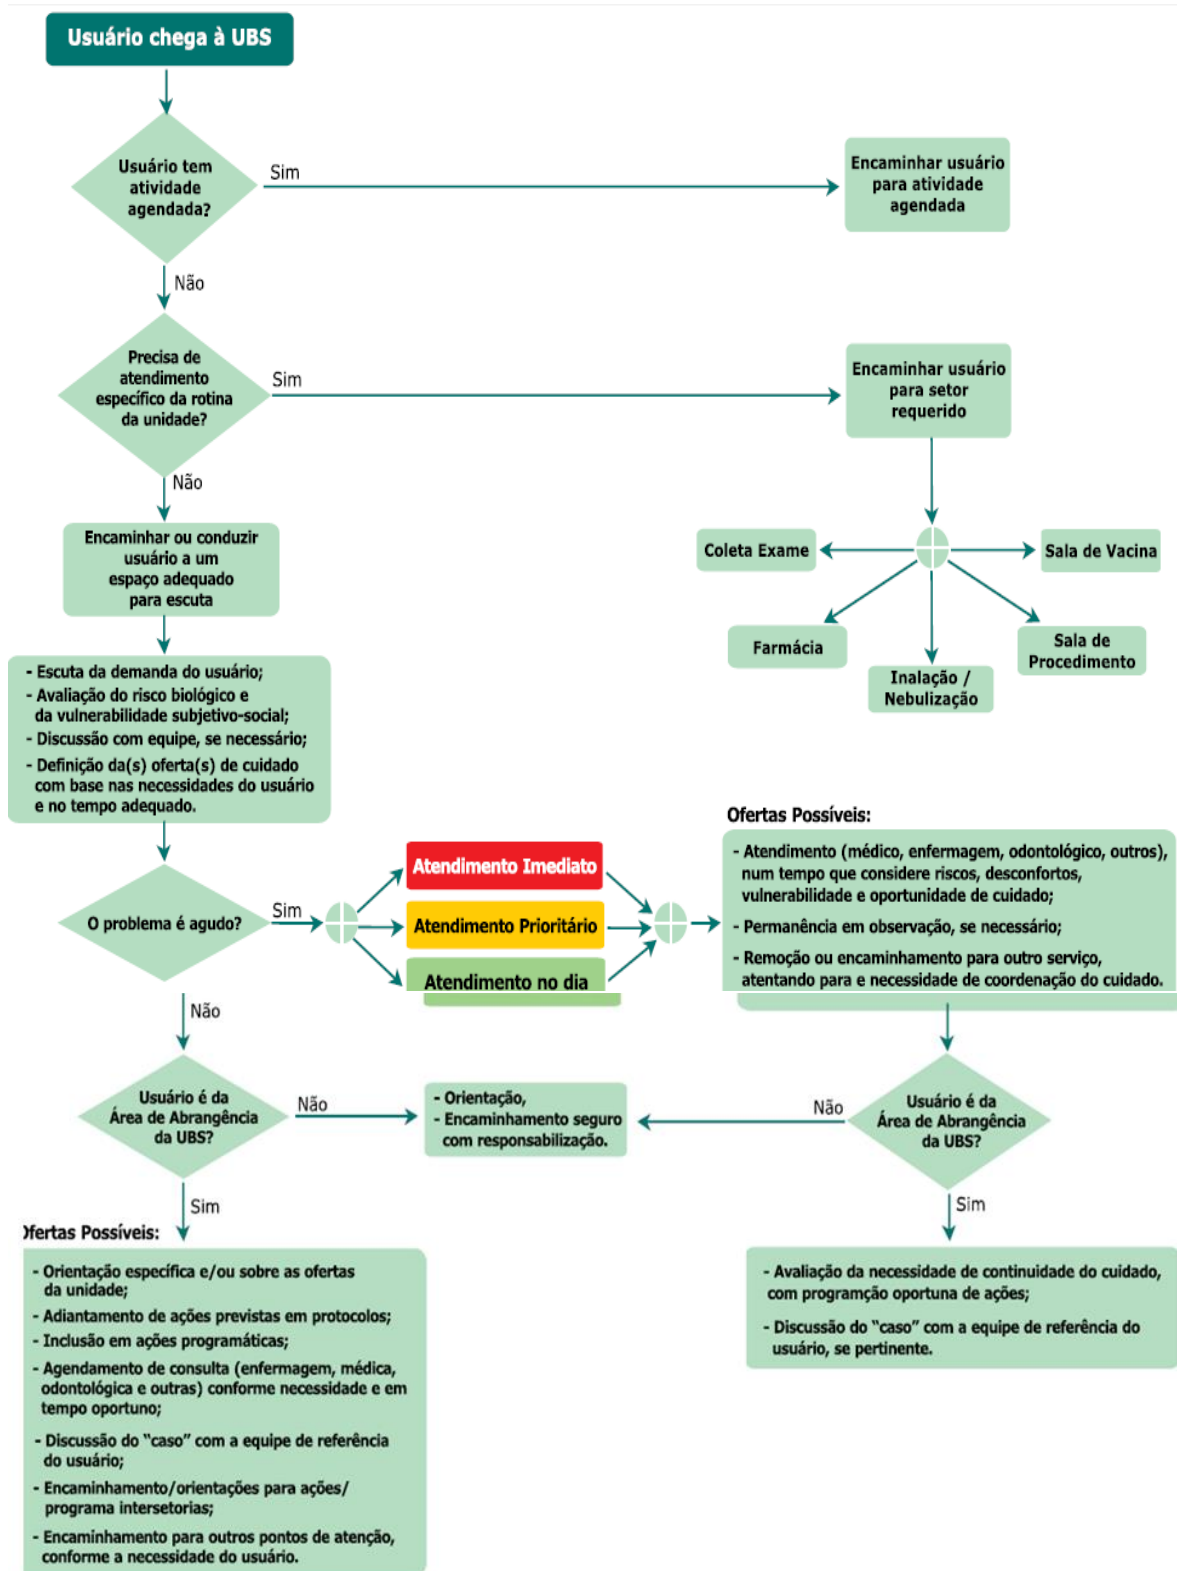 Usuário chega à UBS
Usuário tem
atividade
agendada?
Sim
Encaminhar usuário
para atividade
agendada
Não
Precisa de
atendimento
específico da rotina
da unidade?
Sim
Encaminhar usuário
para setor
requerido
Não
Coleta Exame
Sala de Vacina
Farmácia
Sala de
Procedimento
Inalação /
Nebulização
Encaminhar ou conduzir
usuário a um
espaço adequado
para escuta
- Escuta da demanda do usuário;
- Avaliação do risco biológico e
da vulnerabilidade subjetivo-social;
- Discussão com equipe, se necessário;
- Definição da(s) oferta(s) de cuidado
com base nas necessidades do usuário
e no tempo adequado.
O problema é agudo?
Sim
Atendimento Imediato
Atendimento Prioritário
Atendimento no dia
Ofertas Possíveis:
- Atendimento (médico, enfermagem, odontológico, outros),
num tempo que considere riscos, desconfortos,
vulnerabilidade e oportunidade de cuidado;
- Permanência em observação, se necessário;
- Remoção ou encaminhamento para outro serviço,
atentando para e necessidade de coordenação do cuidado.
Não
Usuário é da
Área de Abrangência
da UBS?
Não
- Orientação,
- Encaminhamento seguro
com responsabilização.
Não
Usuário é da
Área de Abrangência
da UBS?
Sim
Ofertas Possíveis:
- Orientação específica e/ou sobre as ofertas
da unidade;
- Adiantamento de ações previstas em protocolos;
- Inclusão em ações programáticas;
- Agendamento de consulta (enfermagem, médica,
odontológica e outras) conforme necessidade e em
tempo oportuno;
- Discussão do “caso” com a equipe de referência
do usuário;
- Encaminhamento/orientações para ações/
programa intersetorias;
- Encaminhamento para outros pontos de atenção,
conforme a necessidade do usuário.
Sim
- Avaliação da necessidade de continuidade do cuidado,
com programção oportuna de ações;
- Discussão do “caso” com a equipe de referência do
usuário, se pertinente.